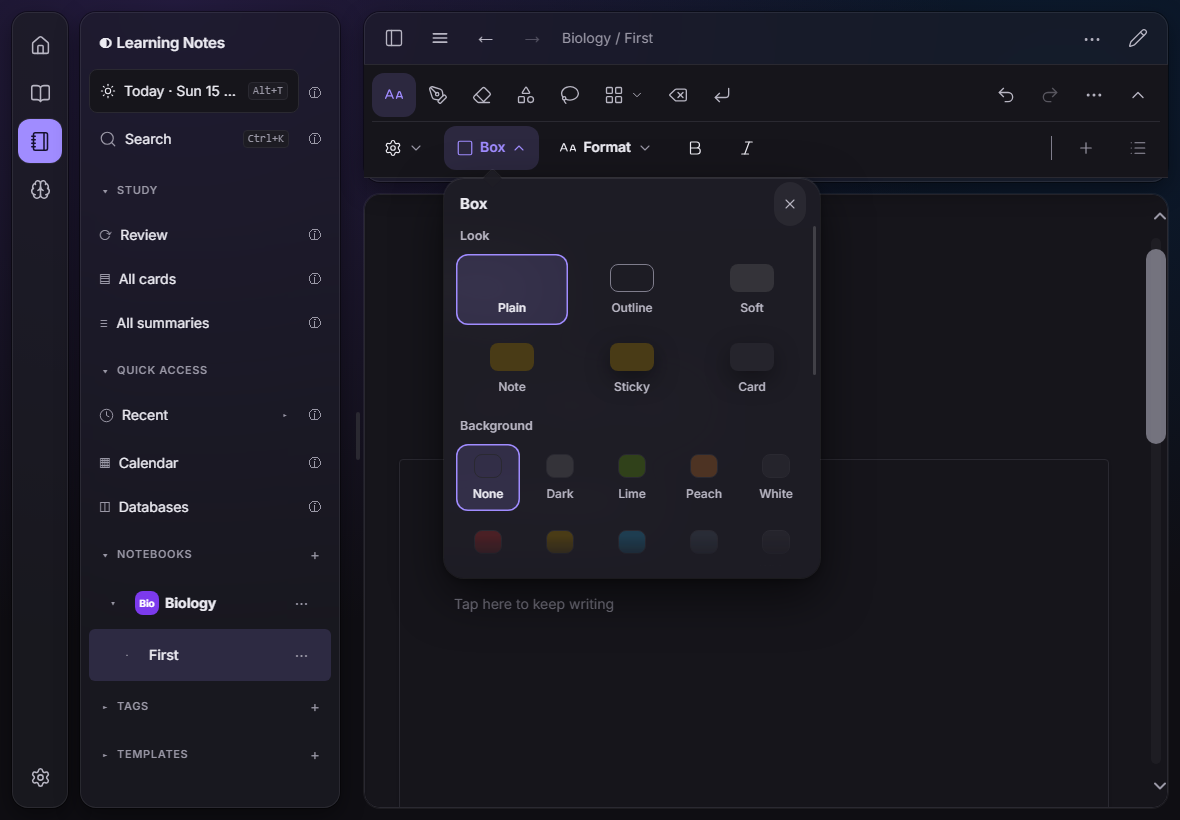 Learning Notes
Today · Sun 15 ... Alt+T
Search Ctrl+K
STUDY
Review
All cards
All summaries
QUICK ACCESS
Recent
Calendar
Databases
NOTEBOOKS +
Bio Biology ...
First ...
TAGS +
TEMPLATES +
Biology / First
AA
Box
AA Format
B I
Box
Look
Plain Outline Soft
Note Sticky Card
Background
None Dark Lime Peach White
Tap here to keep writing